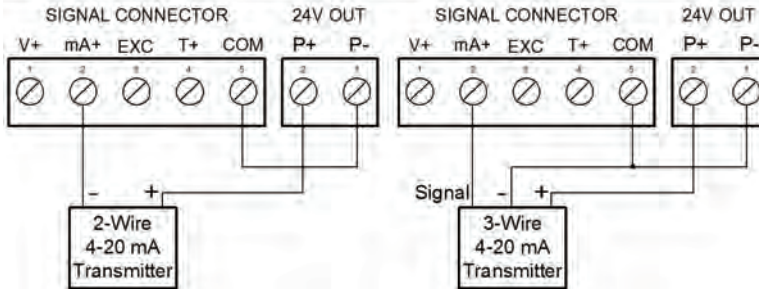 SIGNAL CONNECTOR 24V OUT
V+ mA+ EXC T+ COM P+ P-
1 2 3 4 5 2 1
- +
2-Wire
4-20 mA
Transmitter
SIGNAL CONNECTOR 24V OUT
V+ mA+ EXC T+ COM P+ P-
1 2 3 4 5 2 1
Signal - +
3-Wire
4-20 mA
Transmitter